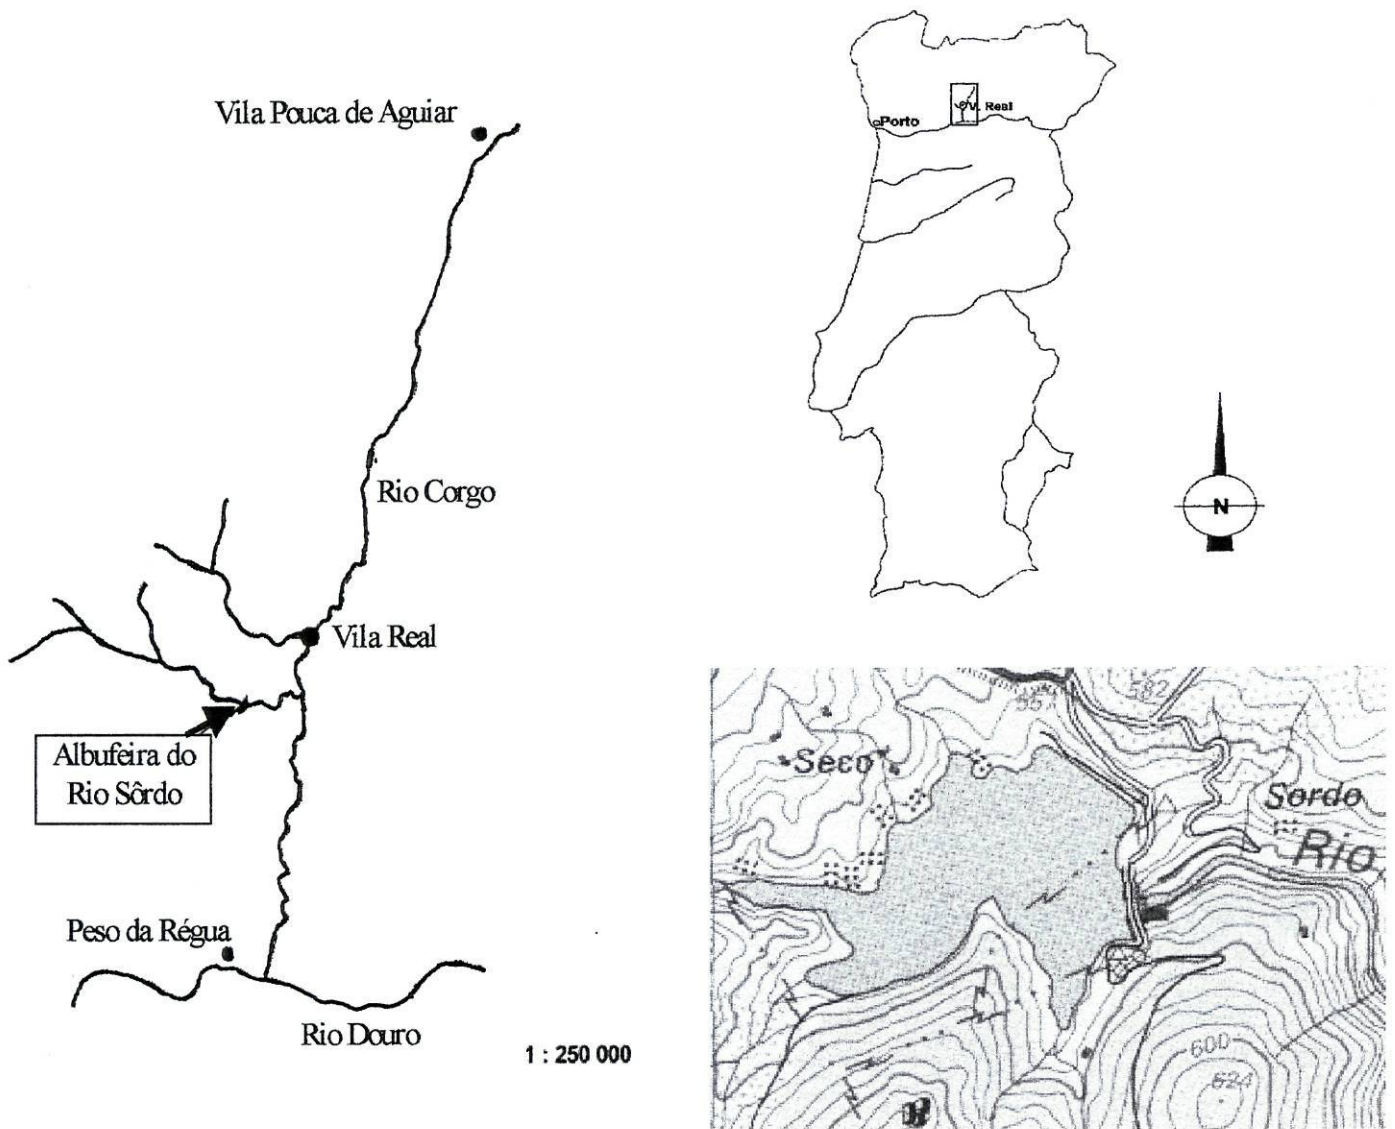 Vila Pouca de Aguiar
Rio Corgo
Vila Real
Albufeira do
Rio Sôrdo
Peso da Régua
Rio Douro
1 : 250 000
V. Real
Porto
N
582
Seco
Sordo
Rio
600
624